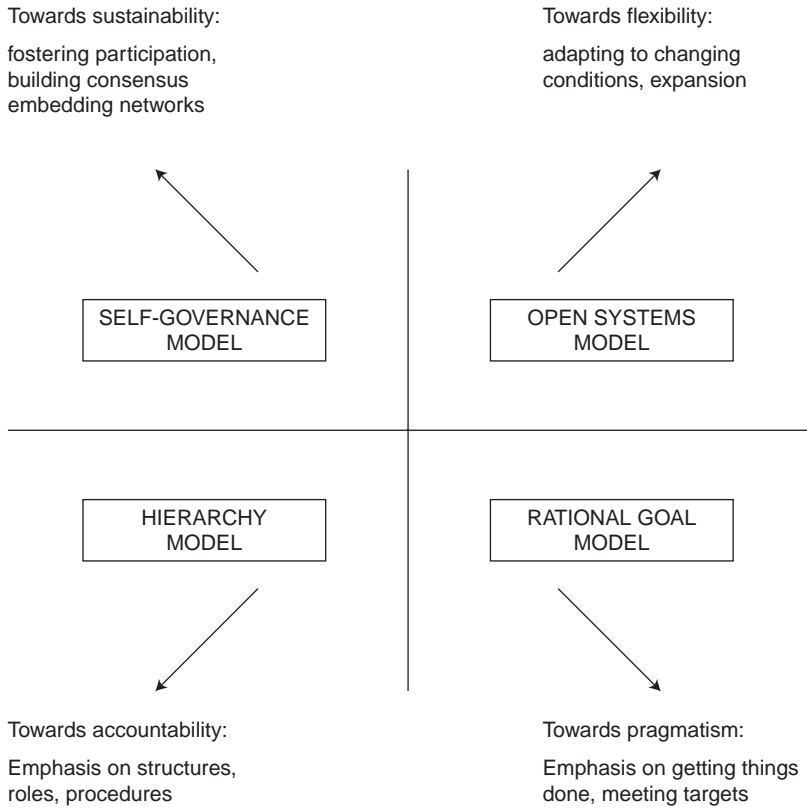 Towards sustainability:
fostering participation,
building consensus
embedding networks
Towards flexibility:
adapting to changing
conditions, expansion
SELF-GOVERNANCE
MODEL
OPEN SYSTEMS
MODEL
HIERARCHY
MODEL
RATIONAL GOAL
MODEL
Towards accountability:
Emphasis on structures,
roles, procedures
Towards pragmatism:
Emphasis on getting things
done, meeting targets